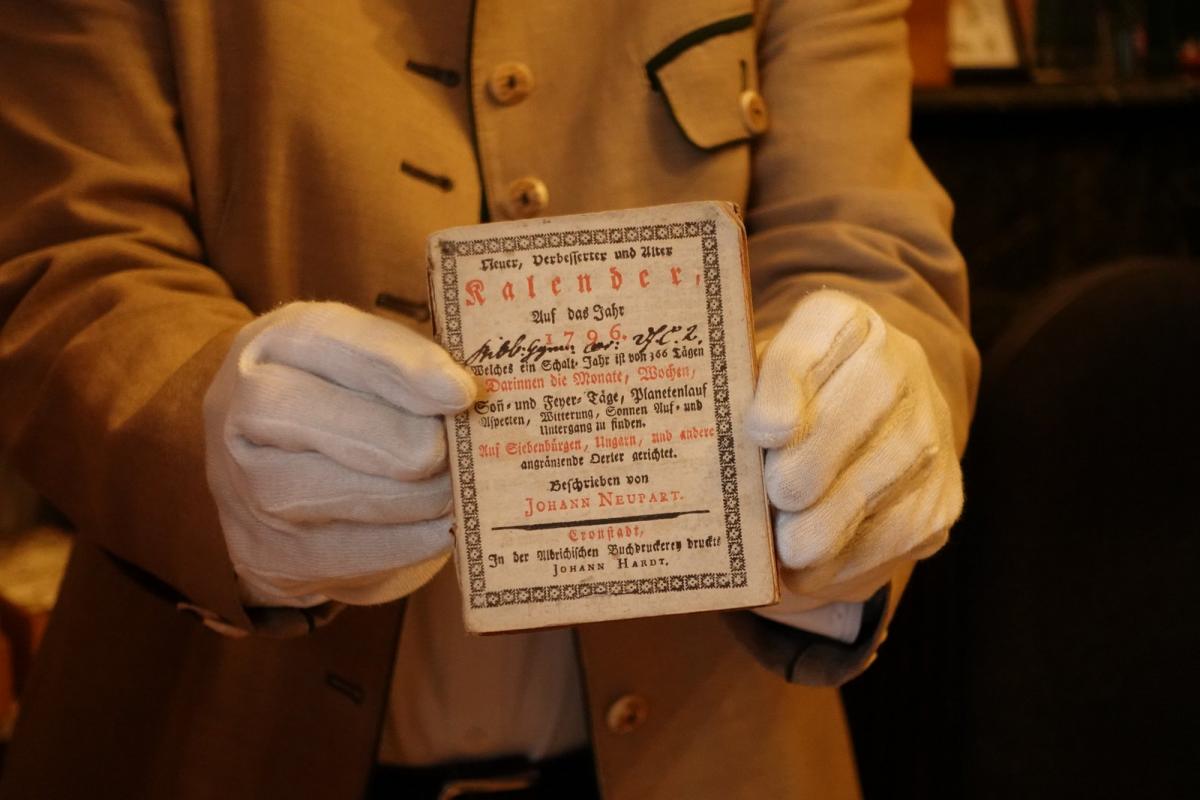 Neuer, Verbesserter und Alter
Kalender,
Auf das Jahr
1796.
Welches ein Schalt-Jahr ist von 366 Tägen
Darinnen die Monate, Wochen,
Soñ- und Feyer-Täge, Planetenlauf
Aspecten, Witterung, Sonnen Auf- und
Untergang zu finden.
Auf Siebenbürgen, Ungarn, und andere
angränzende Oerter gerichtet.
Beschrieben von
JOHANN NEUPART.
Cronstadt,
In der Albrichischen Buchdruckerey druckts
JOHANN HARDT.